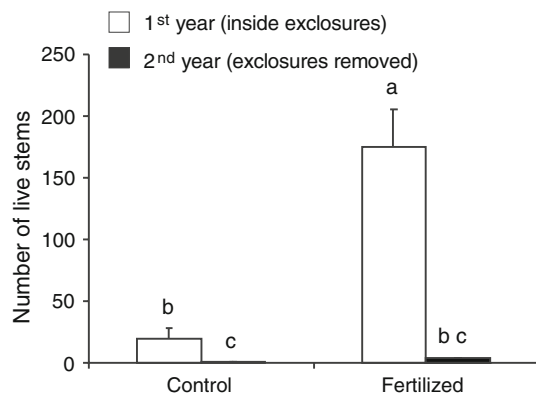 1st year (inside exclosures)
2nd year (exclosures removed)
Number of live stems
250
200
150
100
50
0
a
b
c
b c
Control
Fertilized